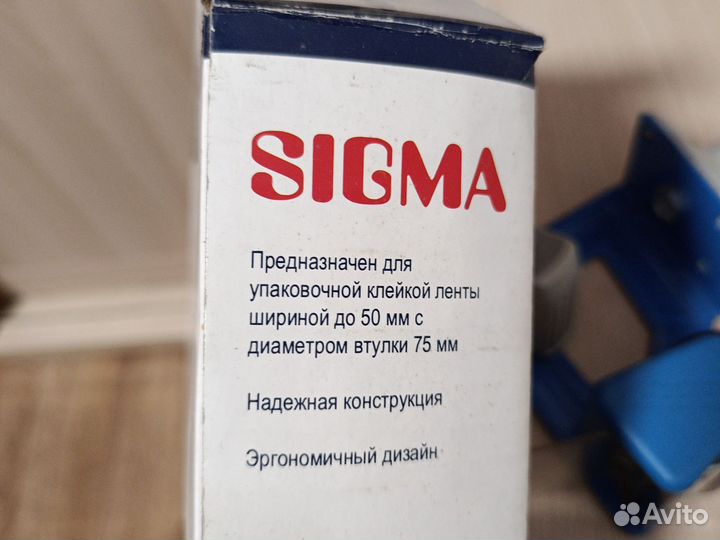 SIGMA
Предназначен для
упаковочной клейкой ленты
шириной до 50 мм с
диаметром втулки 75 мм
Надежная конструкция
Эргономичный дизайн
Avito